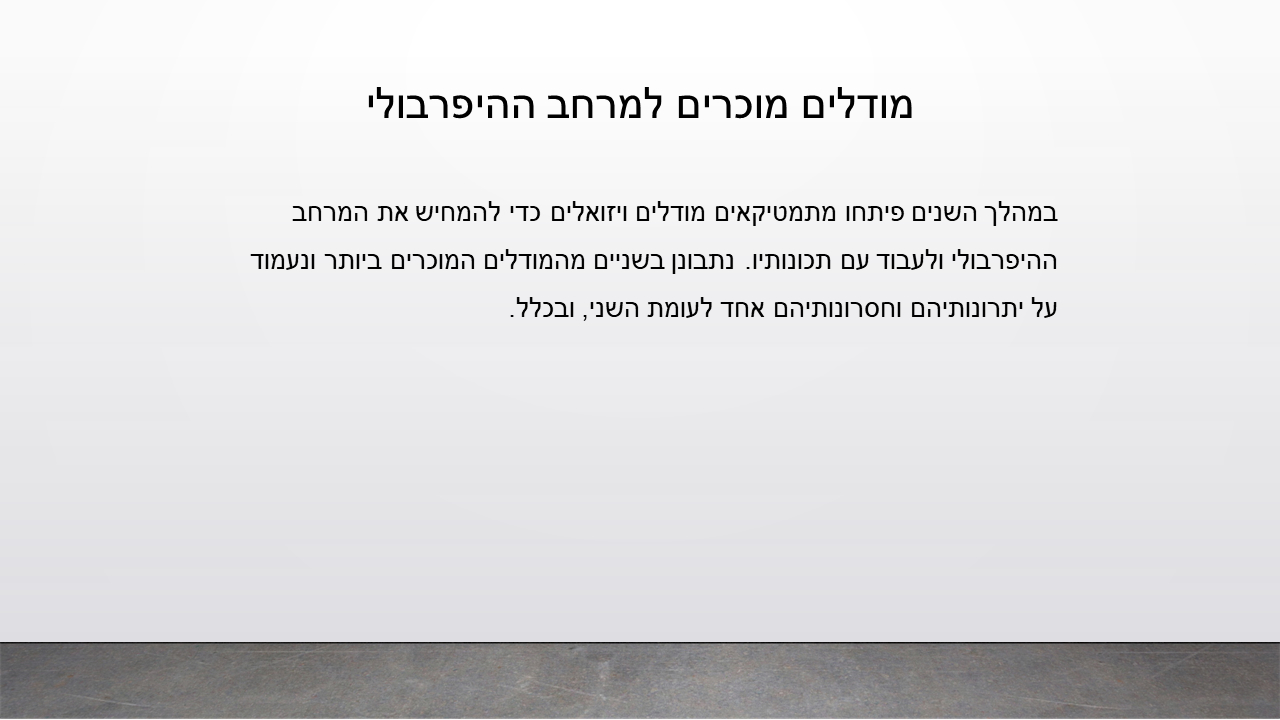 מודלים מוכרים למרחב ההיפרבולי
במהלך השנים פיתחו מתמטיקאים מודלים ויזואלים כדי להמחיש את המרחב
ההיפרבולי ולעבוד עם תכונותיו. נתבונן בשניים מהמודלים המוכרים ביותר ונעמוד
על יתרונותיהם וחסרונותיהם אחד לעומת השני, ובכלל.